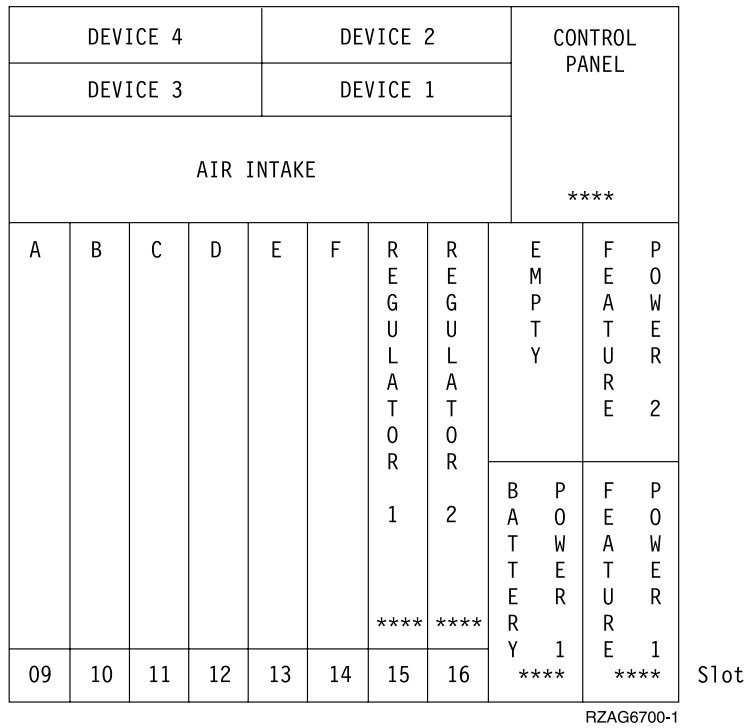 DEVICE 4
DEVICE 2
CONTROL
PANEL
DEVICE 3
DEVICE 1
AIR INTAKE
****
A
B
C
D
E
F
REGULATOR 1
****
REGULATOR 2
****
EMPTY
FEATURE
POWER 2
BATTERY
POWER 1
****
FEATURE
POWER 1
****
09
10
11
12
13
14
15
16
Slot
RZAG6700-1